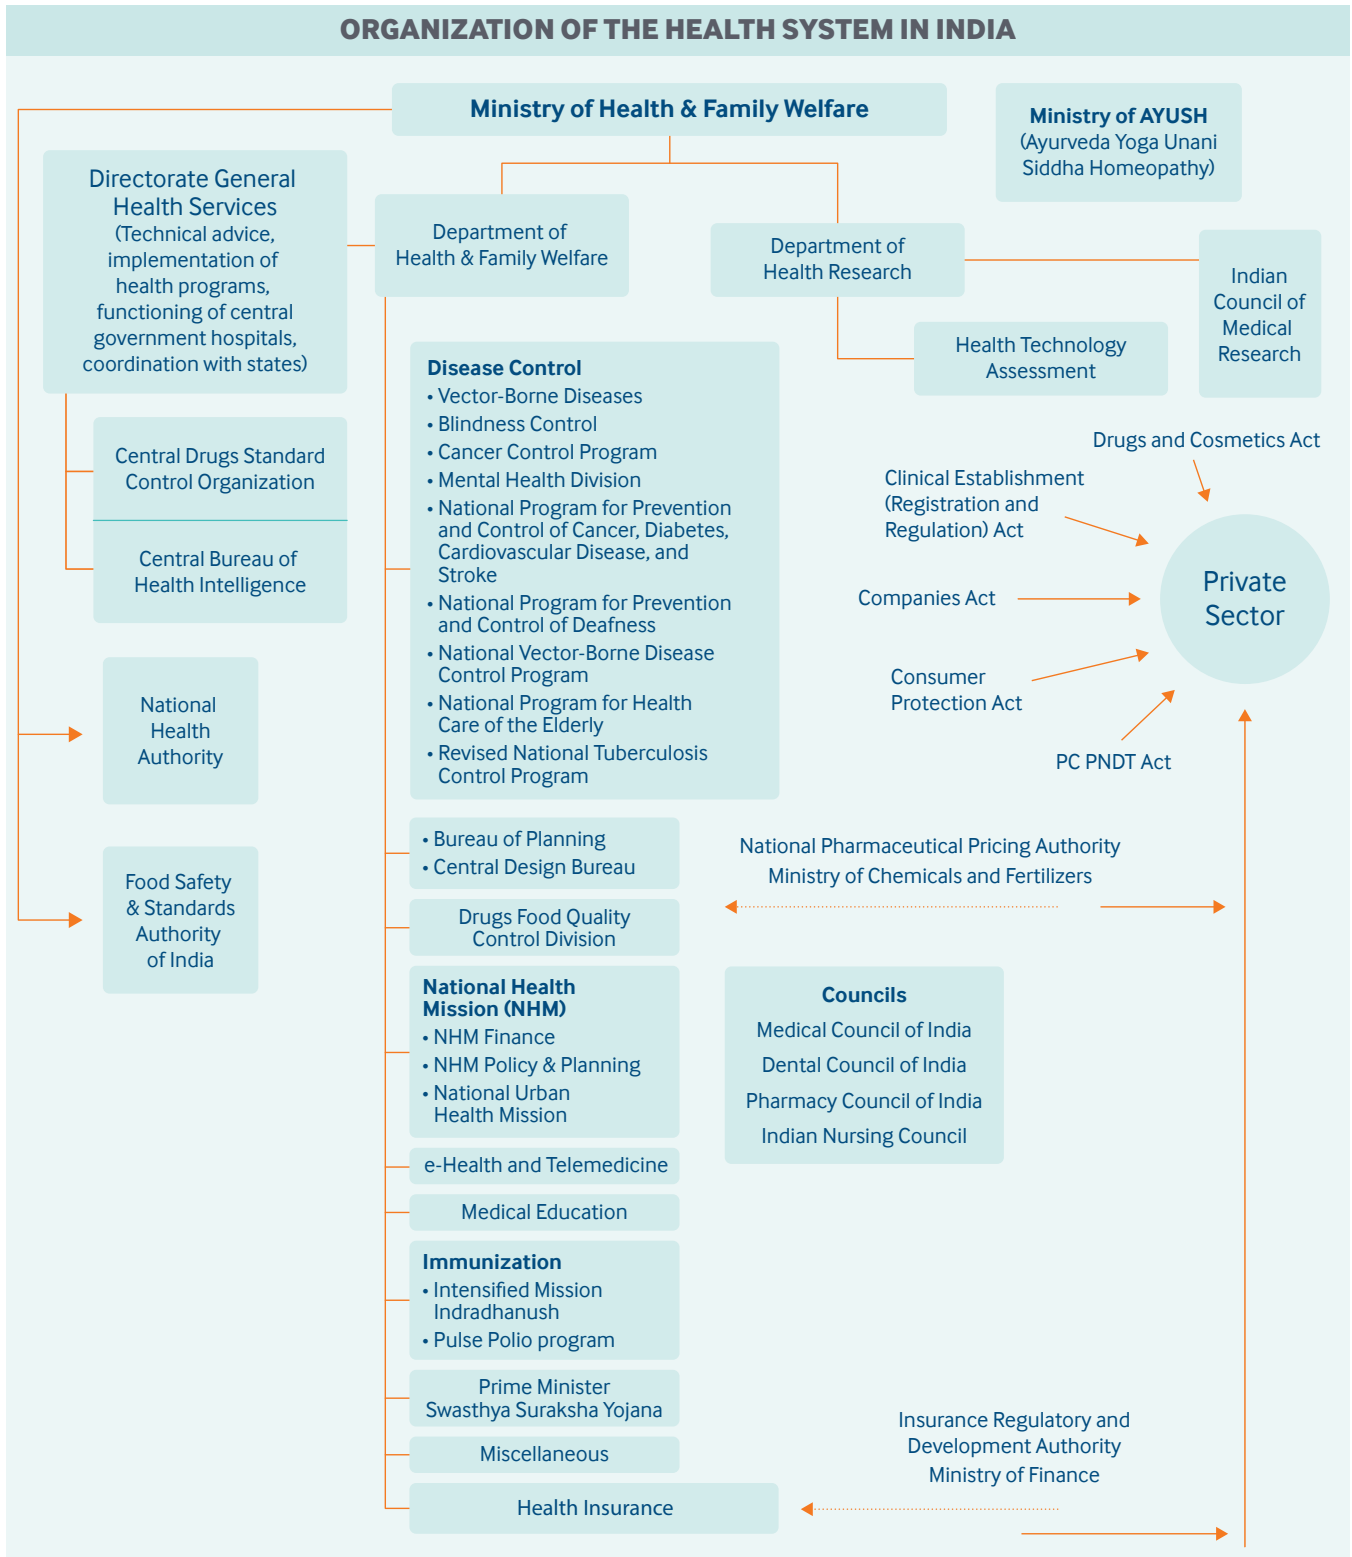 ORGANIZATION OF THE HEALTH SYSTEM IN INDIA
Ministry of Health & Family Welfare
Ministry of AYUSH
(Ayurveda Yoga Unani
Siddha Homeopathy)
Directorate General
Health Services
(Technical advice,
implementation of
health programs,
functioning of central
government hospitals,
coordination with states)
Department of
Health & Family Welfare
Department of
Health Research
Indian
Council of
Medical
Research
Health Technology
Assessment
Central Drugs Standard
Control Organization
Central Bureau of
Health Intelligence
National
Health
Authority
Food Safety
& Standards
Authority
of India
Disease Control
• Vector-Borne Diseases
• Blindness Control
• Cancer Control Program
• Mental Health Division
• National Program for Prevention
and Control of Cancer, Diabetes,
Cardiovascular Disease, and
Stroke
• National Program for Prevention
and Control of Deafness
• National Vector-Borne Disease
Control Program
• National Program for Health
Care of the Elderly
• Revised National Tuberculosis
Control Program
Drugs and Cosmetics Act
Clinical Establishment
(Registration and
Regulation) Act
Companies Act
Consumer
Protection Act
PC PNDT Act
Private
Sector
• Bureau of Planning
• Central Design Bureau
National Pharmaceutical Pricing Authority
Ministry of Chemicals and Fertilizers
Drugs Food Quality
Control Division
National Health
Mission (NHM)
• NHM Finance
• NHM Policy & Planning
• National Urban
Health Mission
Councils
Medical Council of India
Dental Council of India
Pharmacy Council of India
Indian Nursing Council
e-Health and Telemedicine
Medical Education
Immunization
• Intensified Mission
Indradhanush
• Pulse Polio program
Prime Minister
Swasthya Suraksha Yojana
Miscellaneous
Health Insurance
Insurance Regulatory and
Development Authority
Ministry of Finance